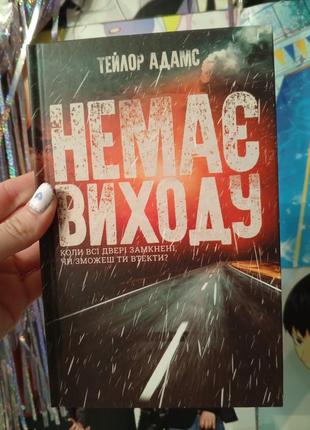 ТЕЙЛОР АДАМС
НЕМАЄ
ВИХОДУ
КОЛИ ВСІ ДВЕРІ ЗАМКНЕНІ,
ЧИ ЗМОЖЕШ ТИ ВТЕКТИ?